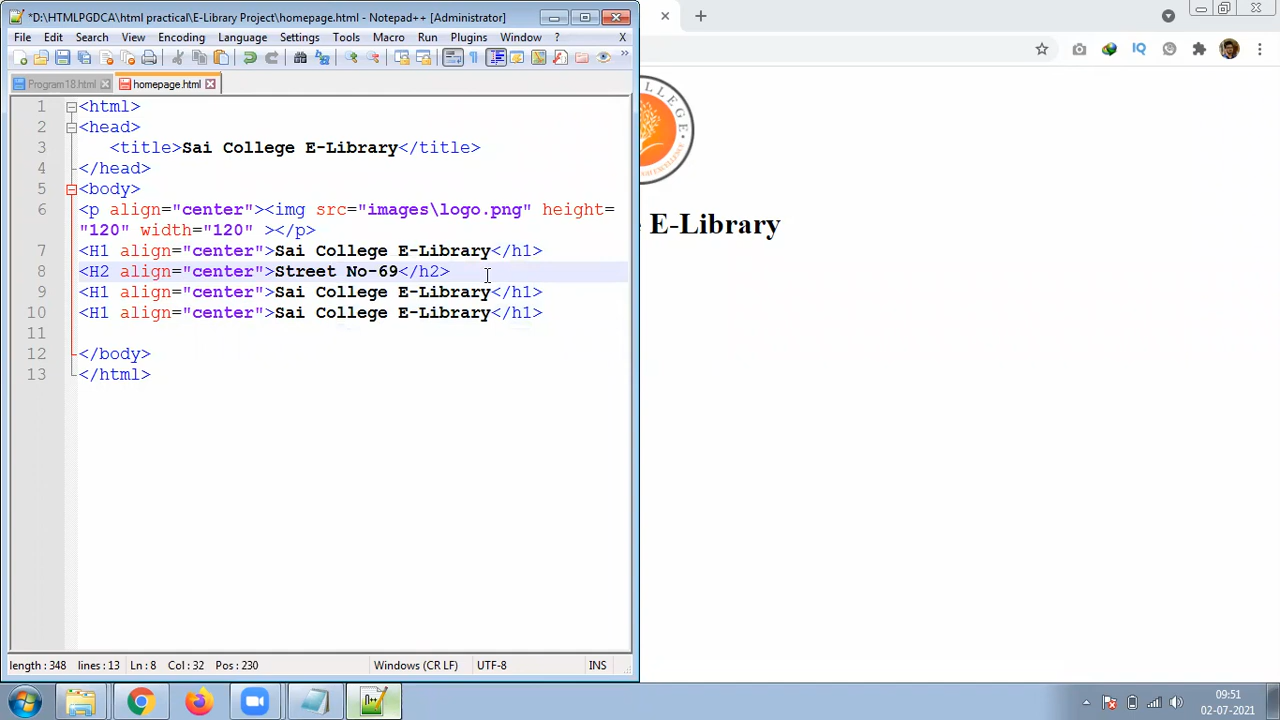 *D:\HTMLPGDCA\html practical\E-Library Project\homepage.html - Notepad++ [Administrator]
File Edit Search View Encoding Language Settings Tools Macro Run Plugins Window ? X
Program18.html homepage.html
1 <html>
2 <head>
3 <title>Sai College E-Library</title>
4 </head>
5 <body>
6 <p align="center"><img src="images\logo.png" height=
"120" width="120" ></p>
7 <H1 align="center">Sai College E-Library</h1>
8 <H2 align="center">Street No-69</h2>
9 <H1 align="center">Sai College E-Library</h1>
10 <H1 align="center">Sai College E-Library</h1>
11
12 </body>
13 </html>
length : 348 lines : 13 Ln : 8 Col : 32 Pos : 230 Windows (CR LF) UTF-8 INS
IQ
COLLEGE
E-Library
09:51
02-07-2021